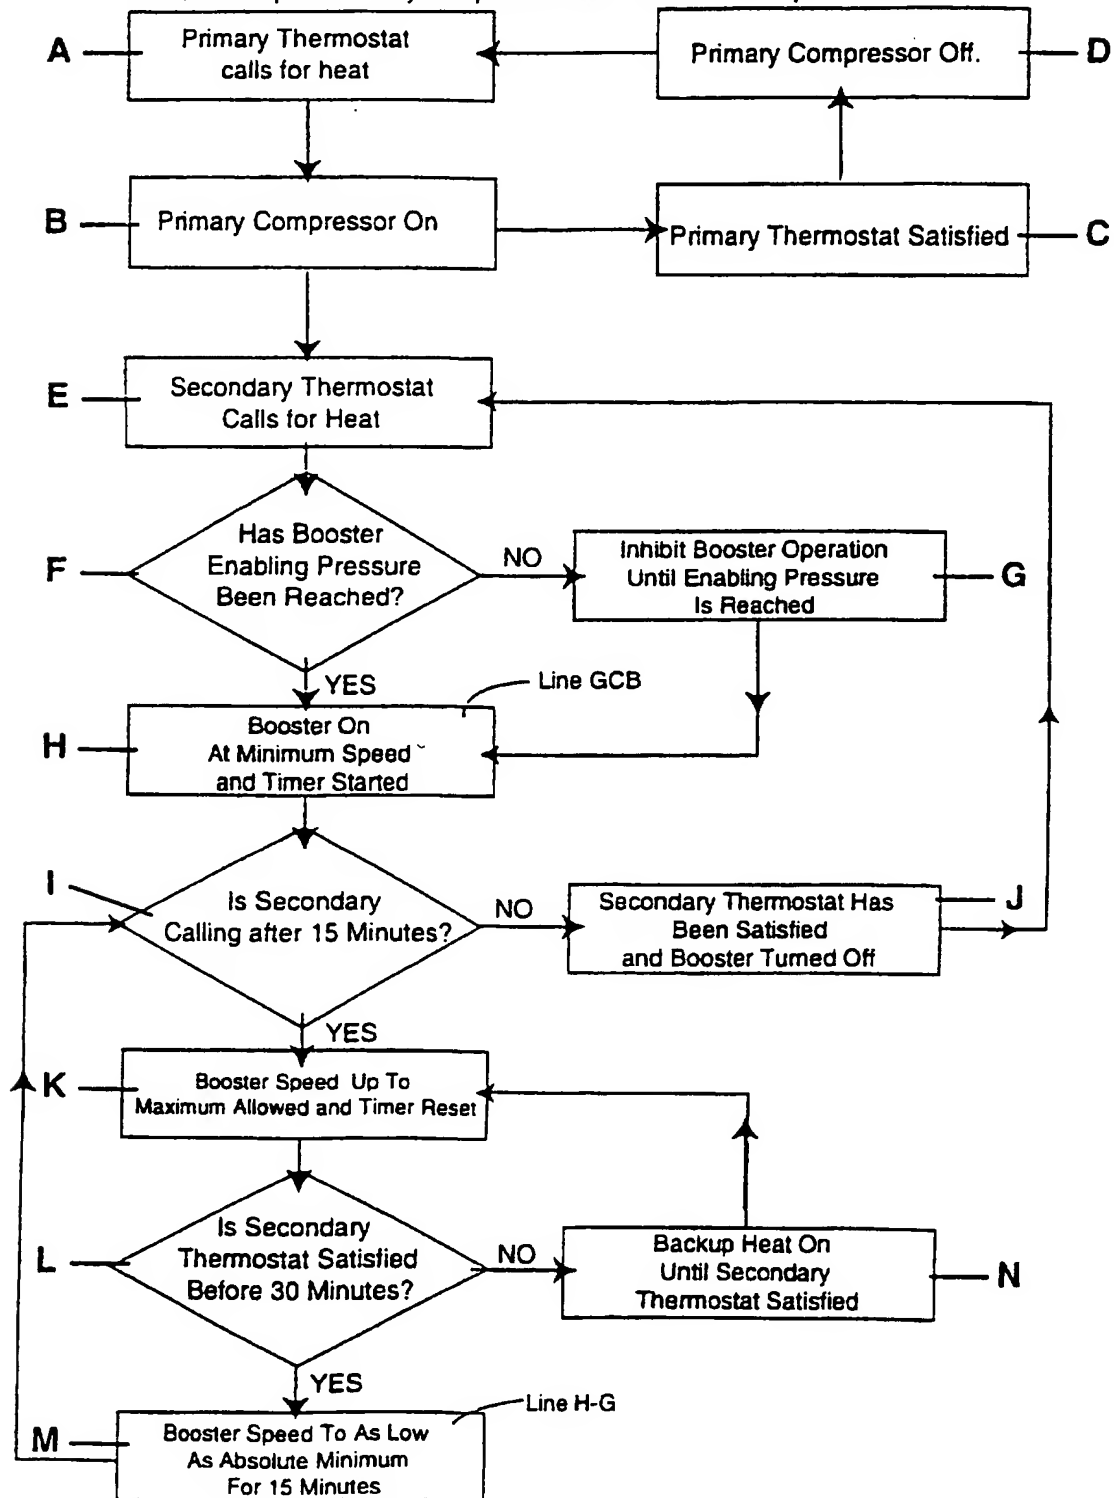 A
Primary Thermostat
calls for heat
Primary Compressor Off.
D
B
Primary Compressor On
Primary Thermostat Satisfied
C
E
Secondary Thermostat
Calls for Heat
F
Has Booster
Enabling Pressure
Been Reached?
NO
Inhibit Booster Operation
Until Enabling Pressure
Is Reached
G
YES
Line GCB
H
Booster On
At Minimum Speed
and Timer Started
I
Is Secondary
Calling after 15 Minutes?
NO
Secondary Thermostat Has
Been Satisfied
and Booster Turned Off
J
YES
K
Booster Speed Up To
Maximum Allowed and Timer Reset
L
Is Secondary
Thermostat Satisfied
Before 30 Minutes?
NO
Backup Heat On
Until Secondary
Thermostat Satisfied
N
YES
Line H-G
M
Booster Speed To As Low
As Absolute Minimum
For 15 Minutes